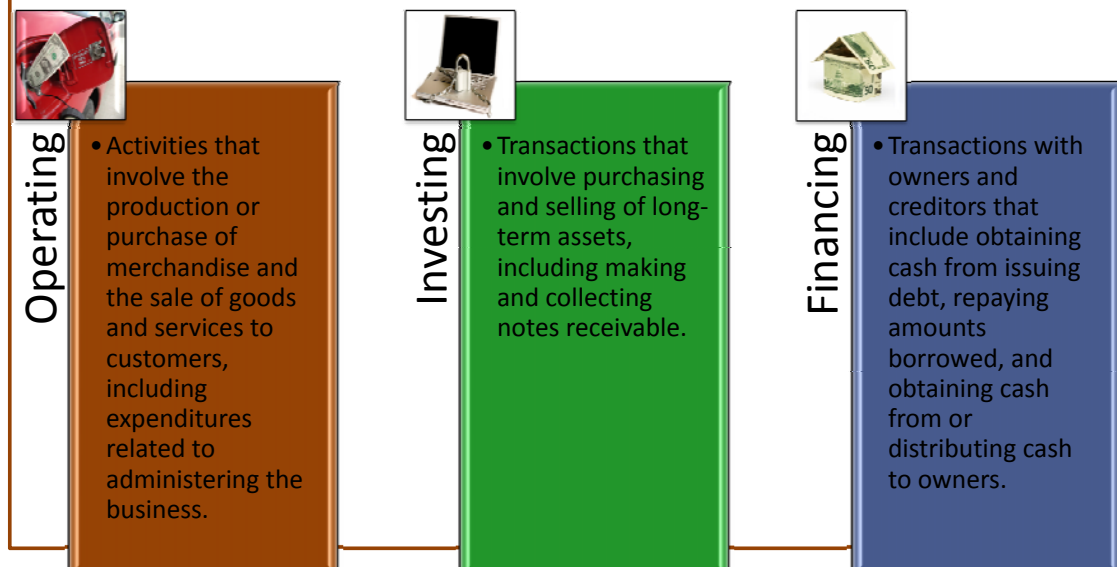 Operating
• Activities that
involve the
production or
purchase of
merchandise and
the sale of goods
and services to
customers,
including
expenditures
related to
administering the
business.
Investing
• Transactions that
involve purchasing
and selling of long-
term assets,
including making
and collecting
notes receivable.
Financing
• Transactions with
owners and
creditors that
include obtaining
cash from issuing
debt, repaying
amounts
borrowed, and
obtaining cash
from or
distributing cash
to owners.